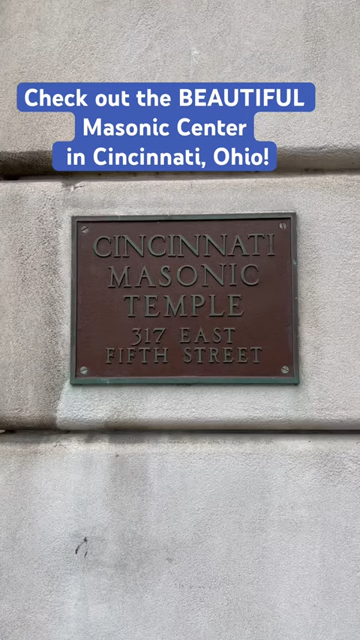 Check out the BEAUTIFUL
Masonic Center
in Cincinnati, Ohio!
CINCINNATI
MASONIC
TEMPLE
317 EAST
FIFTH STREET